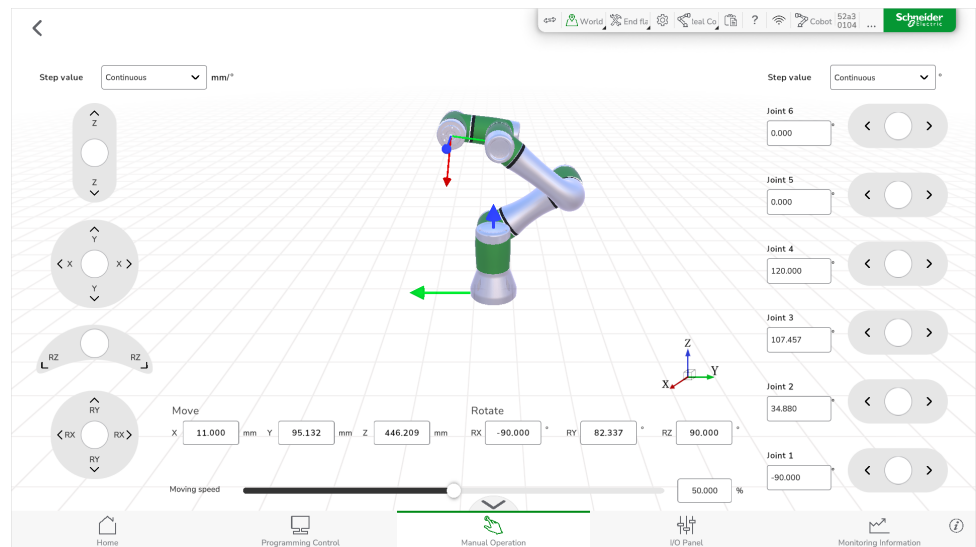 World
End fla
leal Co
?
Cobot
52a3
0104
...
Schneider
Electric
Step value
Continuous
mm/°
Step value
Continuous
°
Z
Z
Y
X
X
Y
RZ
RZ
RY
RX
RX
RY
Joint 6
0.000
°
Joint 5
0.000
°
Joint 4
120.000
°
Joint 3
107.457
°
Joint 2
34.880
°
Joint 1
-90.000
°
Z
Y
X
Move
X 11.000 mm Y 95.132 mm Z 446.209 mm
Rotate
RX -90.000 ° RY 82.337 ° RZ 90.000 °
Moving speed
50.000 %
Home
Programming Control
Manual Operation
I/O Panel
Monitoring Information
i